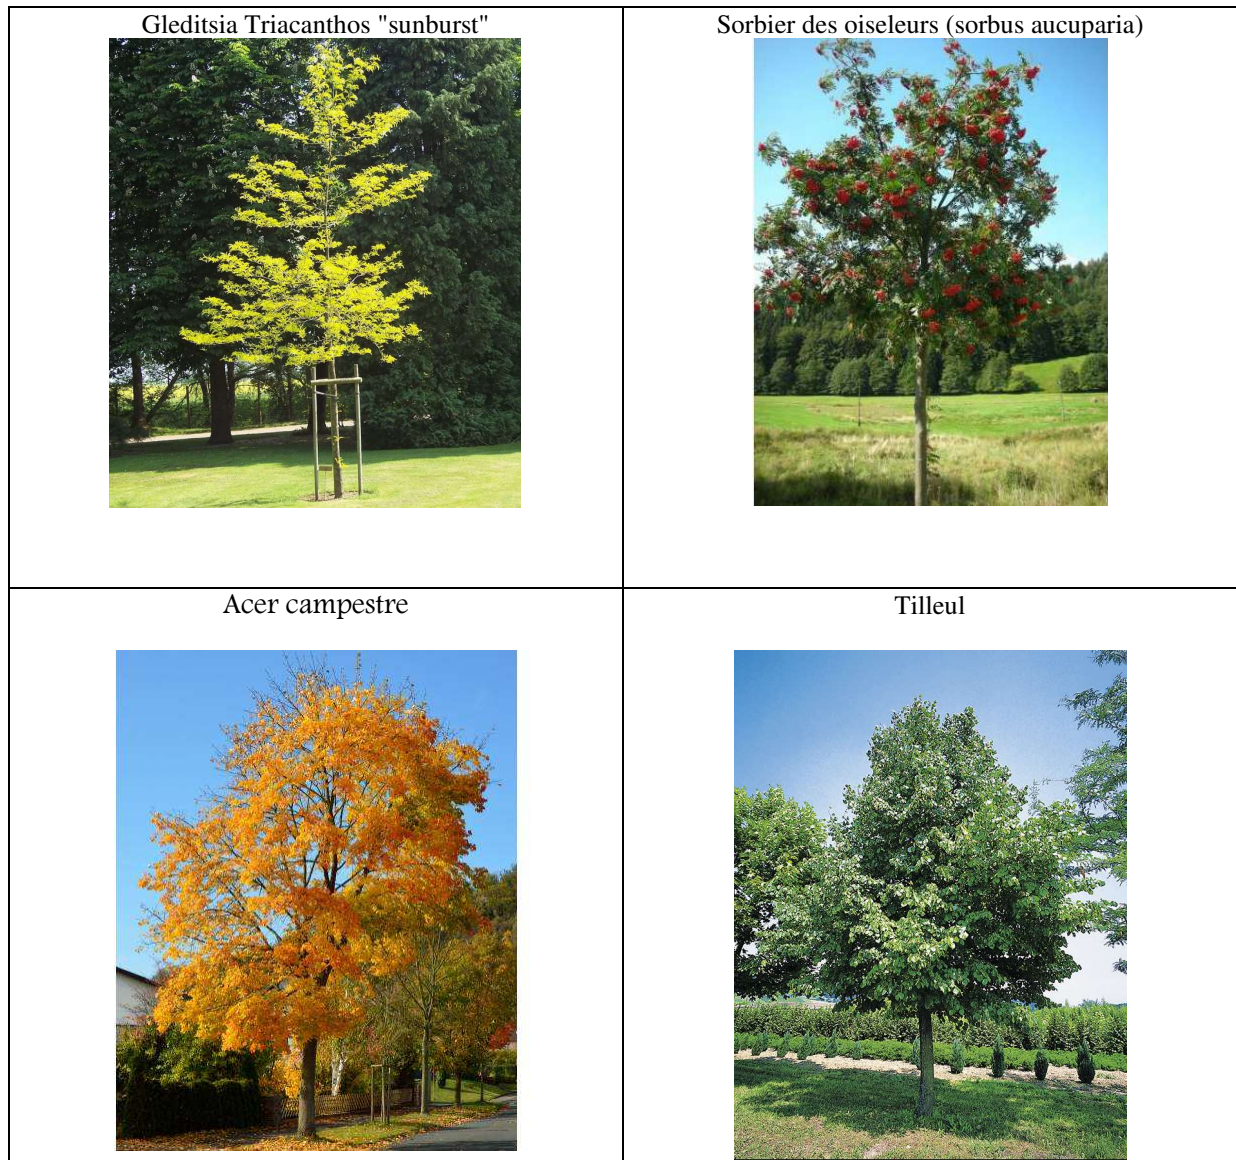 Gleditsia Triacanthos "sunburst"
Sorbier des oiseleurs (sorbus aucuparia)
Acer campestre
Tilleul